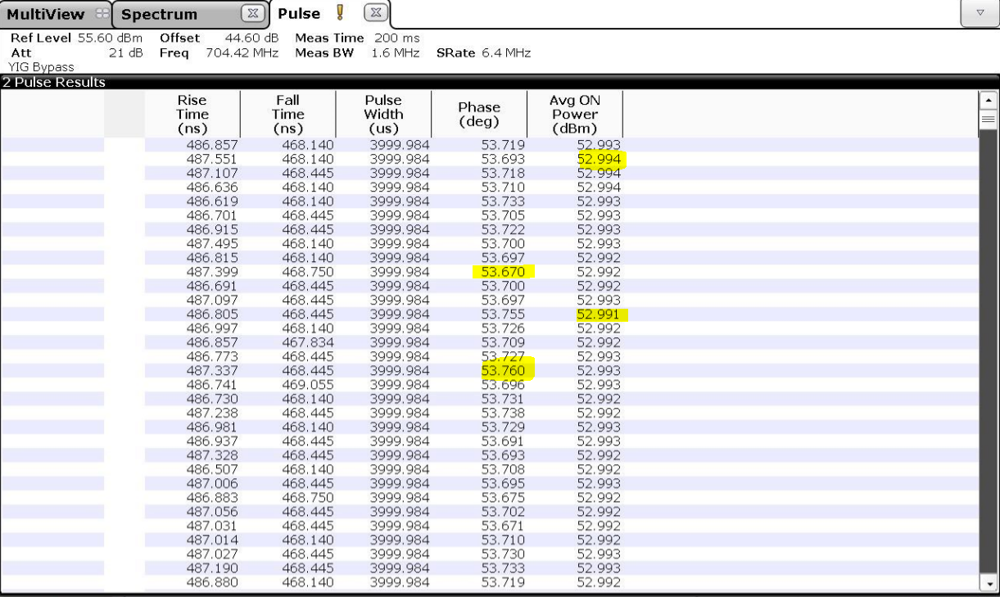 MultiView Spectrum Pulse
Ref Level 55.60 dBm Offset 44.60 dB Meas Time 200 ms
Att 21 dB Freq 704.42 MHz Meas BW 1.6 MHz SRate 6.4 MHz
YIG Bypass
2 Pulse Results
Rise Time (ns) Fall Time (ns) Pulse Width (us) Phase (deg) Avg ON Power (dBm)
486.857 468.140 3999.984 53.719 52.993
487.551 468.140 3999.984 53.693 52.994
487.107 468.445 3999.984 53.718 52.994
486.636 468.140 3999.984 53.710 52.994
486.619 468.140 3999.984 53.733 52.993
486.701 468.445 3999.984 53.705 52.993
486.915 468.445 3999.984 53.722 52.993
487.495 468.140 3999.984 53.700 52.993
486.815 468.140 3999.984 53.697 52.992
487.399 468.750 3999.984 53.670 52.992
486.691 468.445 3999.984 53.700 52.992
487.097 468.445 3999.984 53.697 52.993
486.805 468.445 3999.984 53.755 52.991
486.997 468.140 3999.984 53.726 52.992
486.857 467.834 3999.984 53.709 52.992
486.773 468.445 3999.984 53.727 52.993
487.337 468.445 3999.984 53.760 52.993
486.741 469.055 3999.984 53.696 52.993
486.730 468.140 3999.984 53.731 52.992
487.238 468.445 3999.984 53.738 52.992
486.981 468.140 3999.984 53.729 52.993
486.937 468.445 3999.984 53.691 52.993
487.328 468.445 3999.984 53.693 52.992
486.507 468.140 3999.984 53.708 52.992
487.006 468.445 3999.984 53.695 52.993
486.883 468.750 3999.984 53.675 52.992
487.056 468.445 3999.984 53.702 52.992
487.031 468.445 3999.984 53.671 52.992
487.014 468.140 3999.984 53.710 52.992
487.027 468.445 3999.984 53.730 52.993
487.190 468.445 3999.984 53.733 52.993
486.880 468.140 3999.984 53.719 52.992